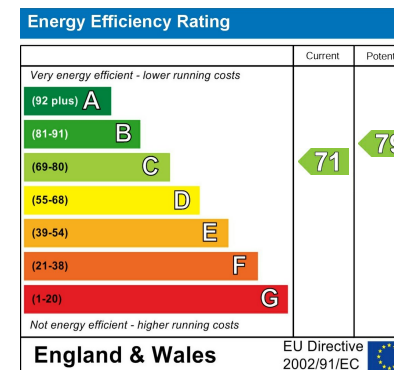 Energy Efficiency Rating
Current Potent
Very energy efficient - lower running costs
(92 plus) A
(81-91) B
(69-80) C
(55-68) D
(39-54) E
(21-38) F
(1-20) G
71
79
Not energy efficient - higher running costs
England & Wales
EU Directive
2002/91/EC